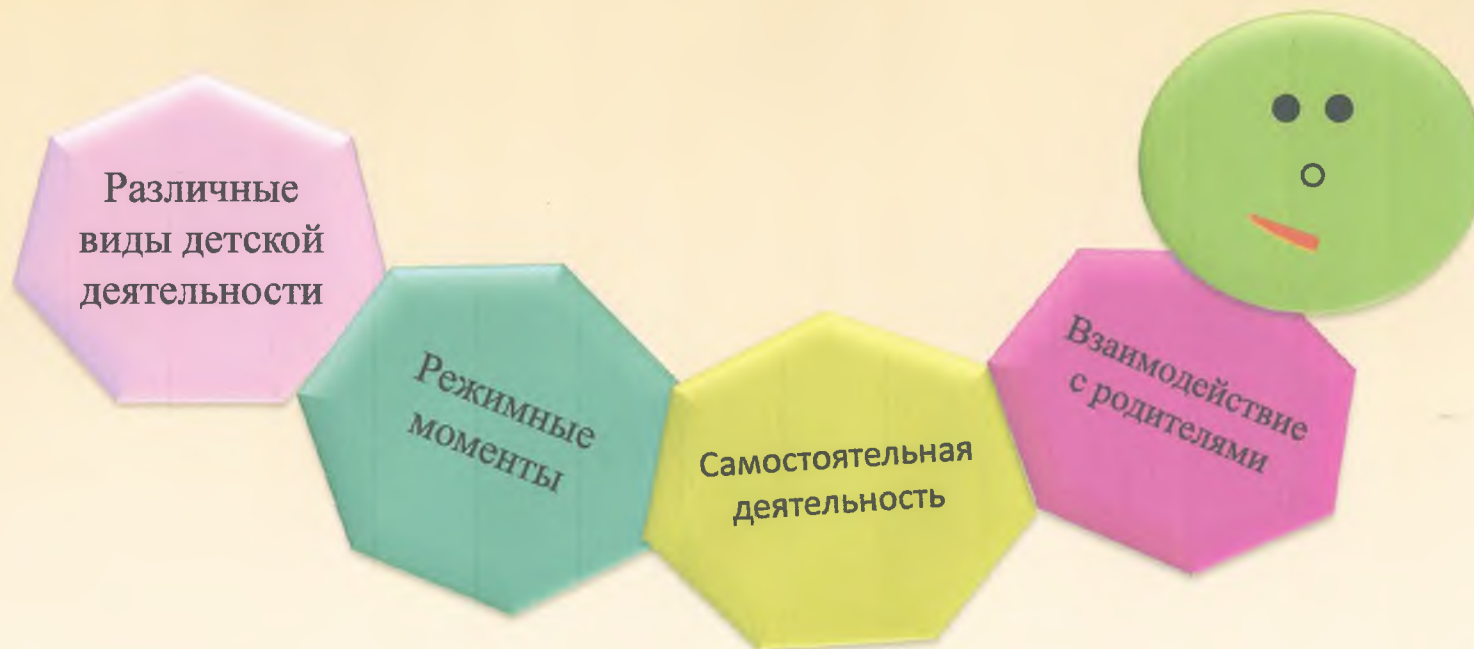 Различные
виды детской
деятельности
Режимные
моменты
Самостоятельная
деятельность
Взаимодействие
с родителями